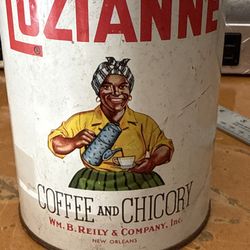 LUZIANNE
®
COFFEE AND CHICORY
WM. B. REILY & COMPANY, INC.
NEW ORLEANS